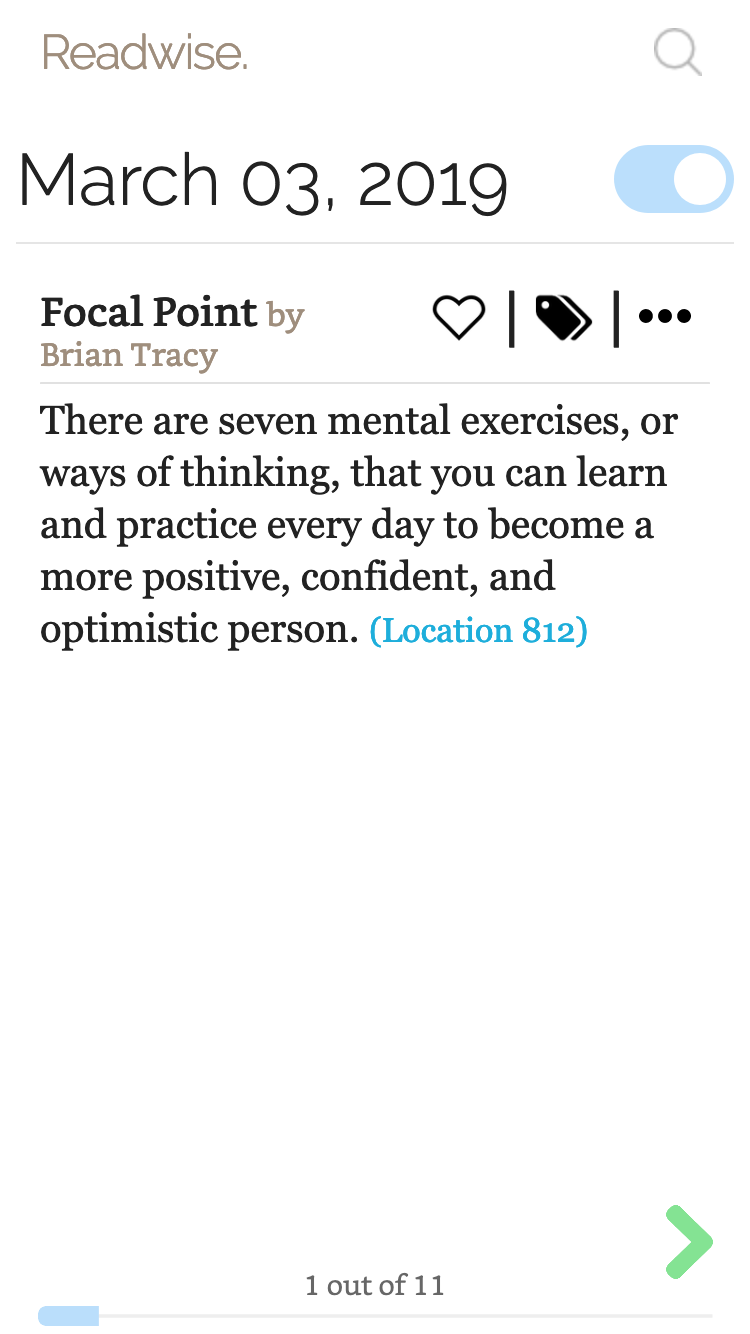 Readwise.
March 03, 2019
Focal Point by
Brian Tracy
There are seven mental exercises, or
ways of thinking, that you can learn
and practice every day to become a
more positive, confident, and
optimistic person. (Location 812)
1 out of 11